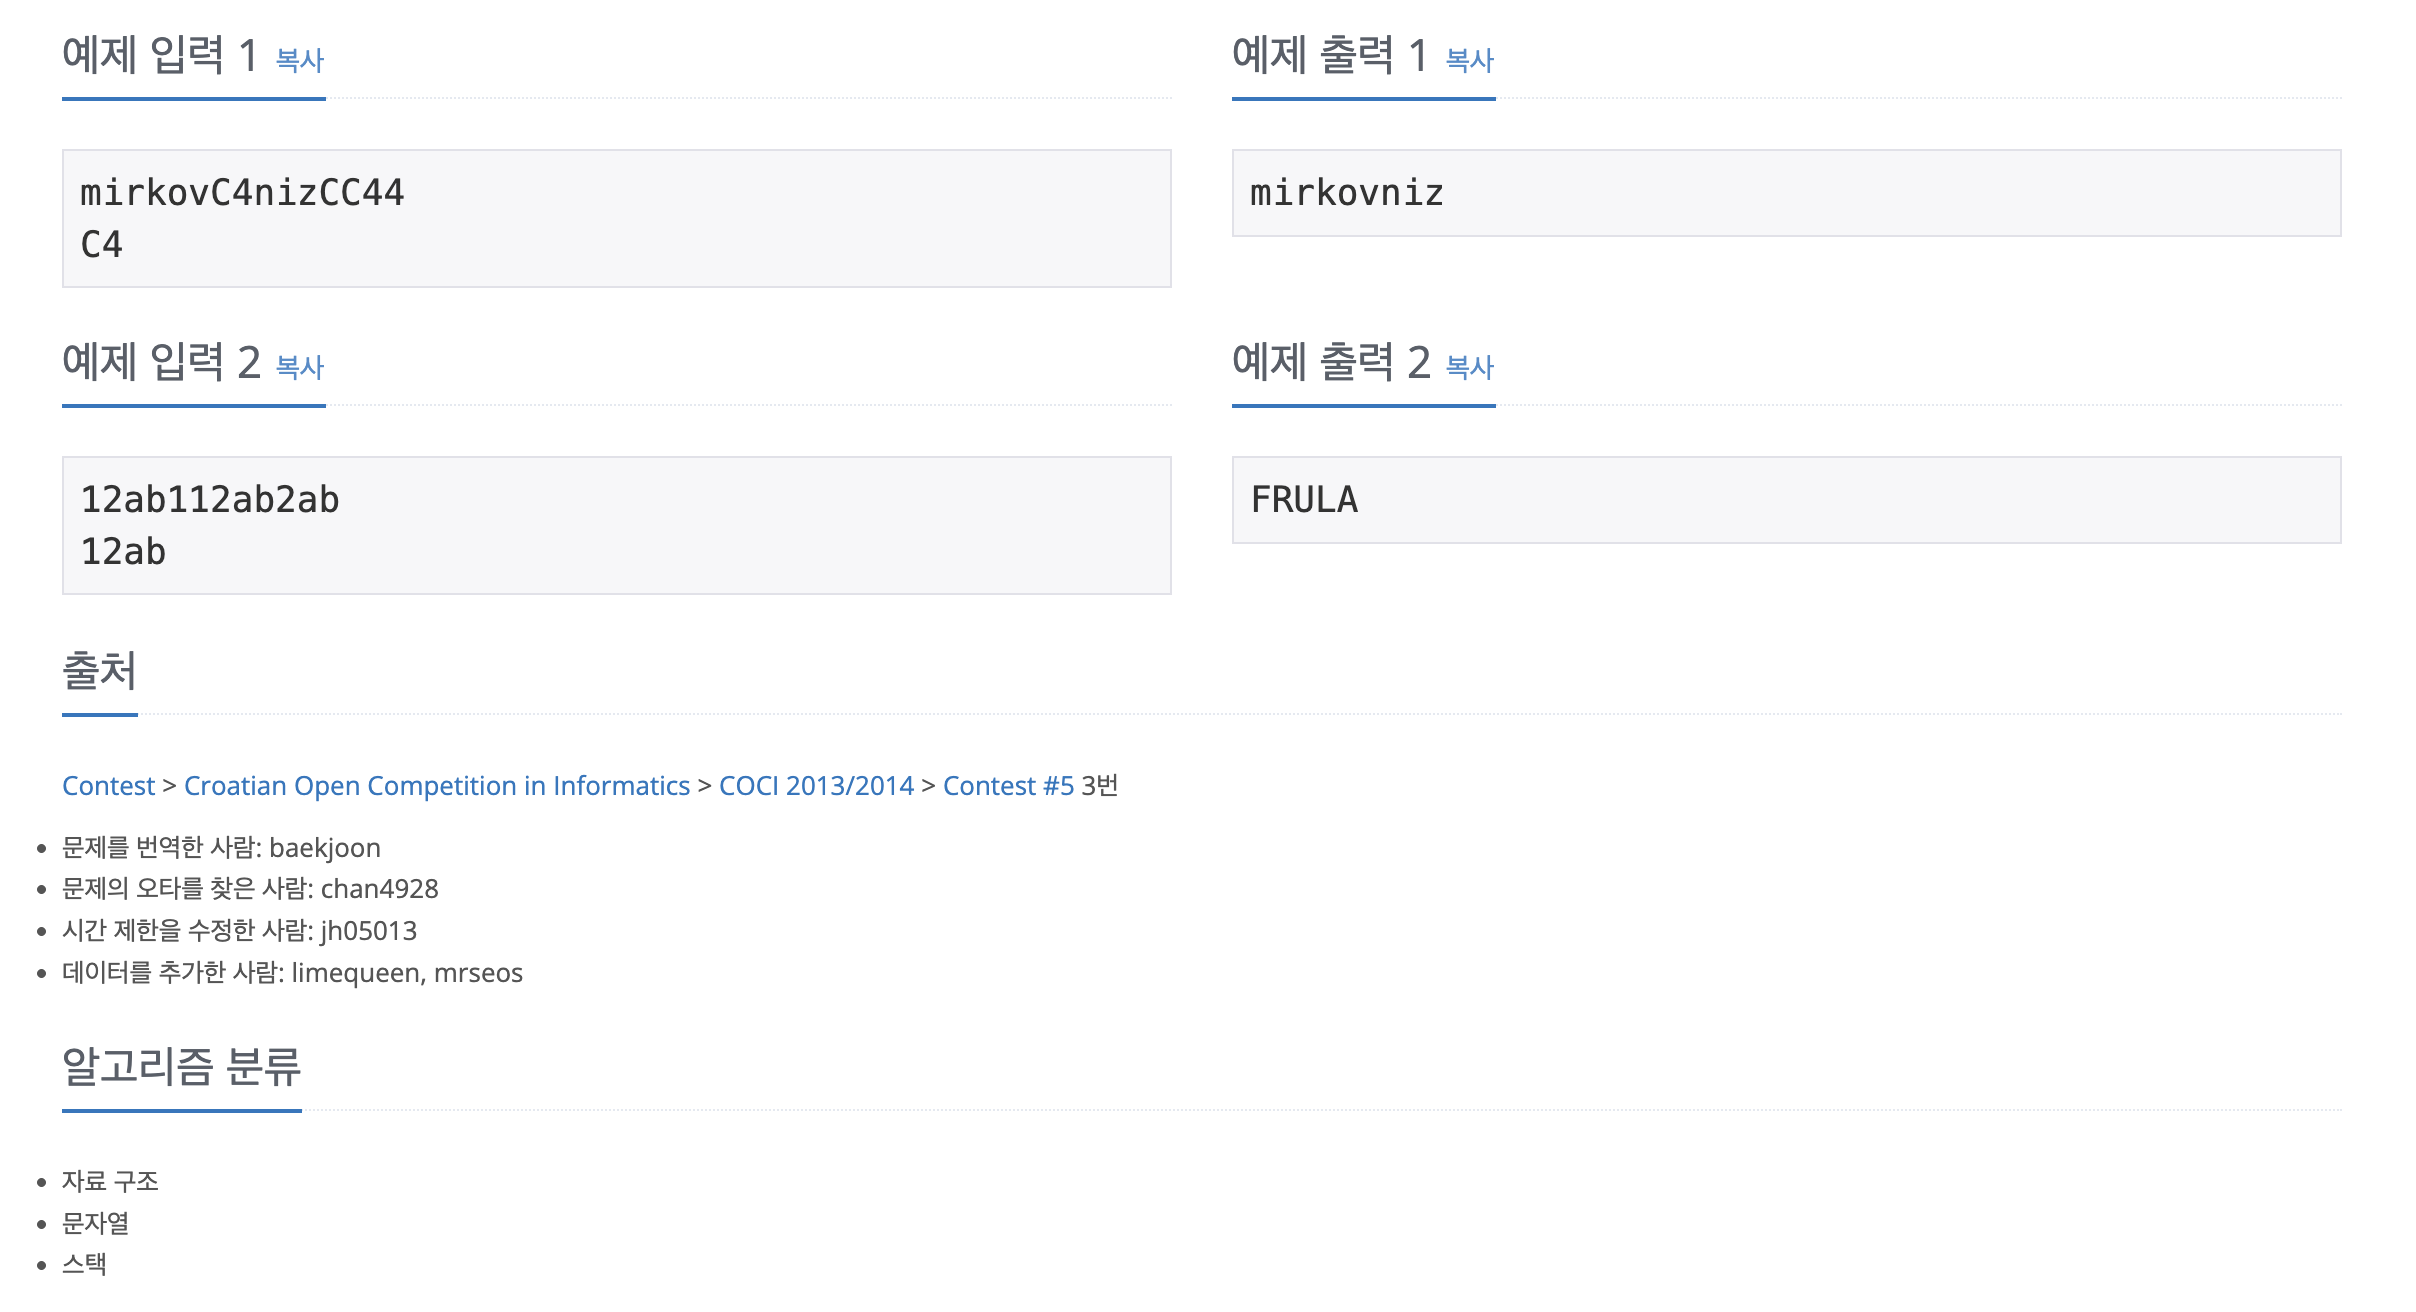 예제 입력 1 복사
mirkovC4nizCC44
C4
예제 출력 1 복사
mirkovniz
예제 입력 2 복사
12ab112ab2ab
12ab
예제 출력 2 복사
FRULA
출처
Contest > Croatian Open Competition in Informatics > COCI 2013/2014 > Contest #5 3번
문제를 번역한 사람: baekjoon
문제의 오타를 찾은 사람: chan4928
시간 제한을 수정한 사람: jh05013
데이터를 추가한 사람: limequeen, mrseos
알고리즘 분류
자료 구조
문자열
스택